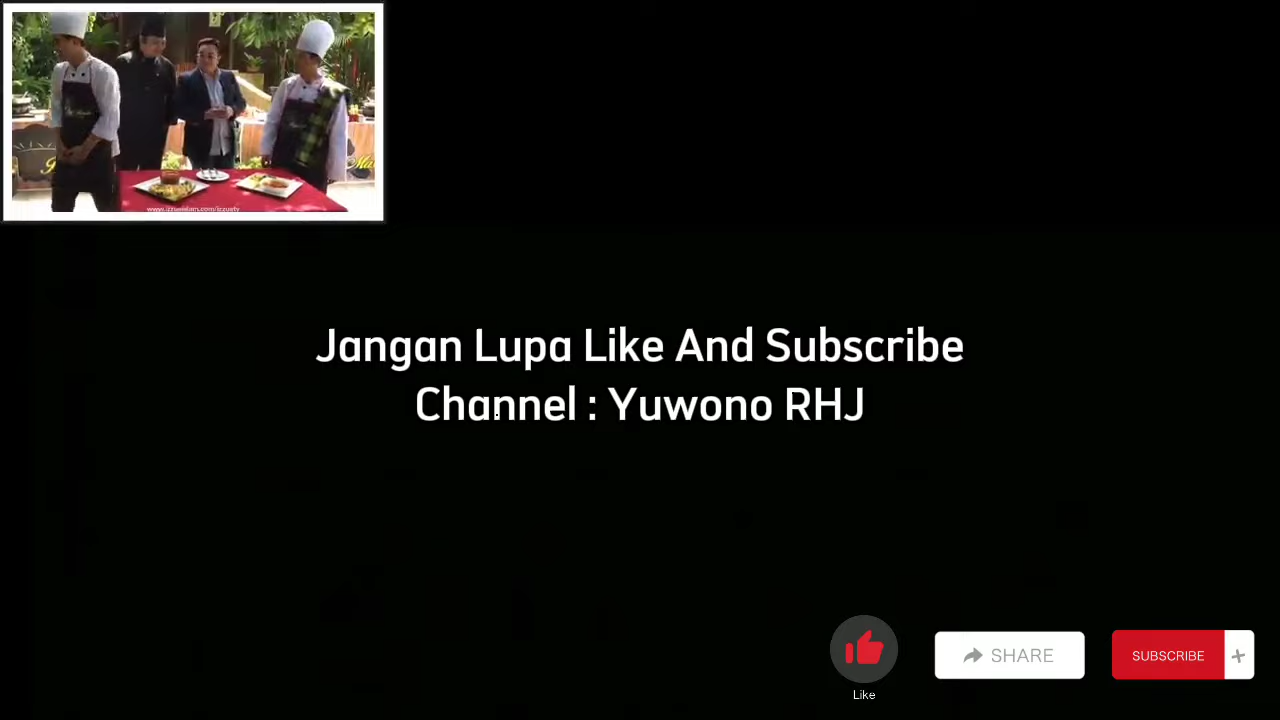 Jangan Lupa Like And Subscribe
Channel : Yuwono RHJ
Like
SHARE
SUBSCRIBE +